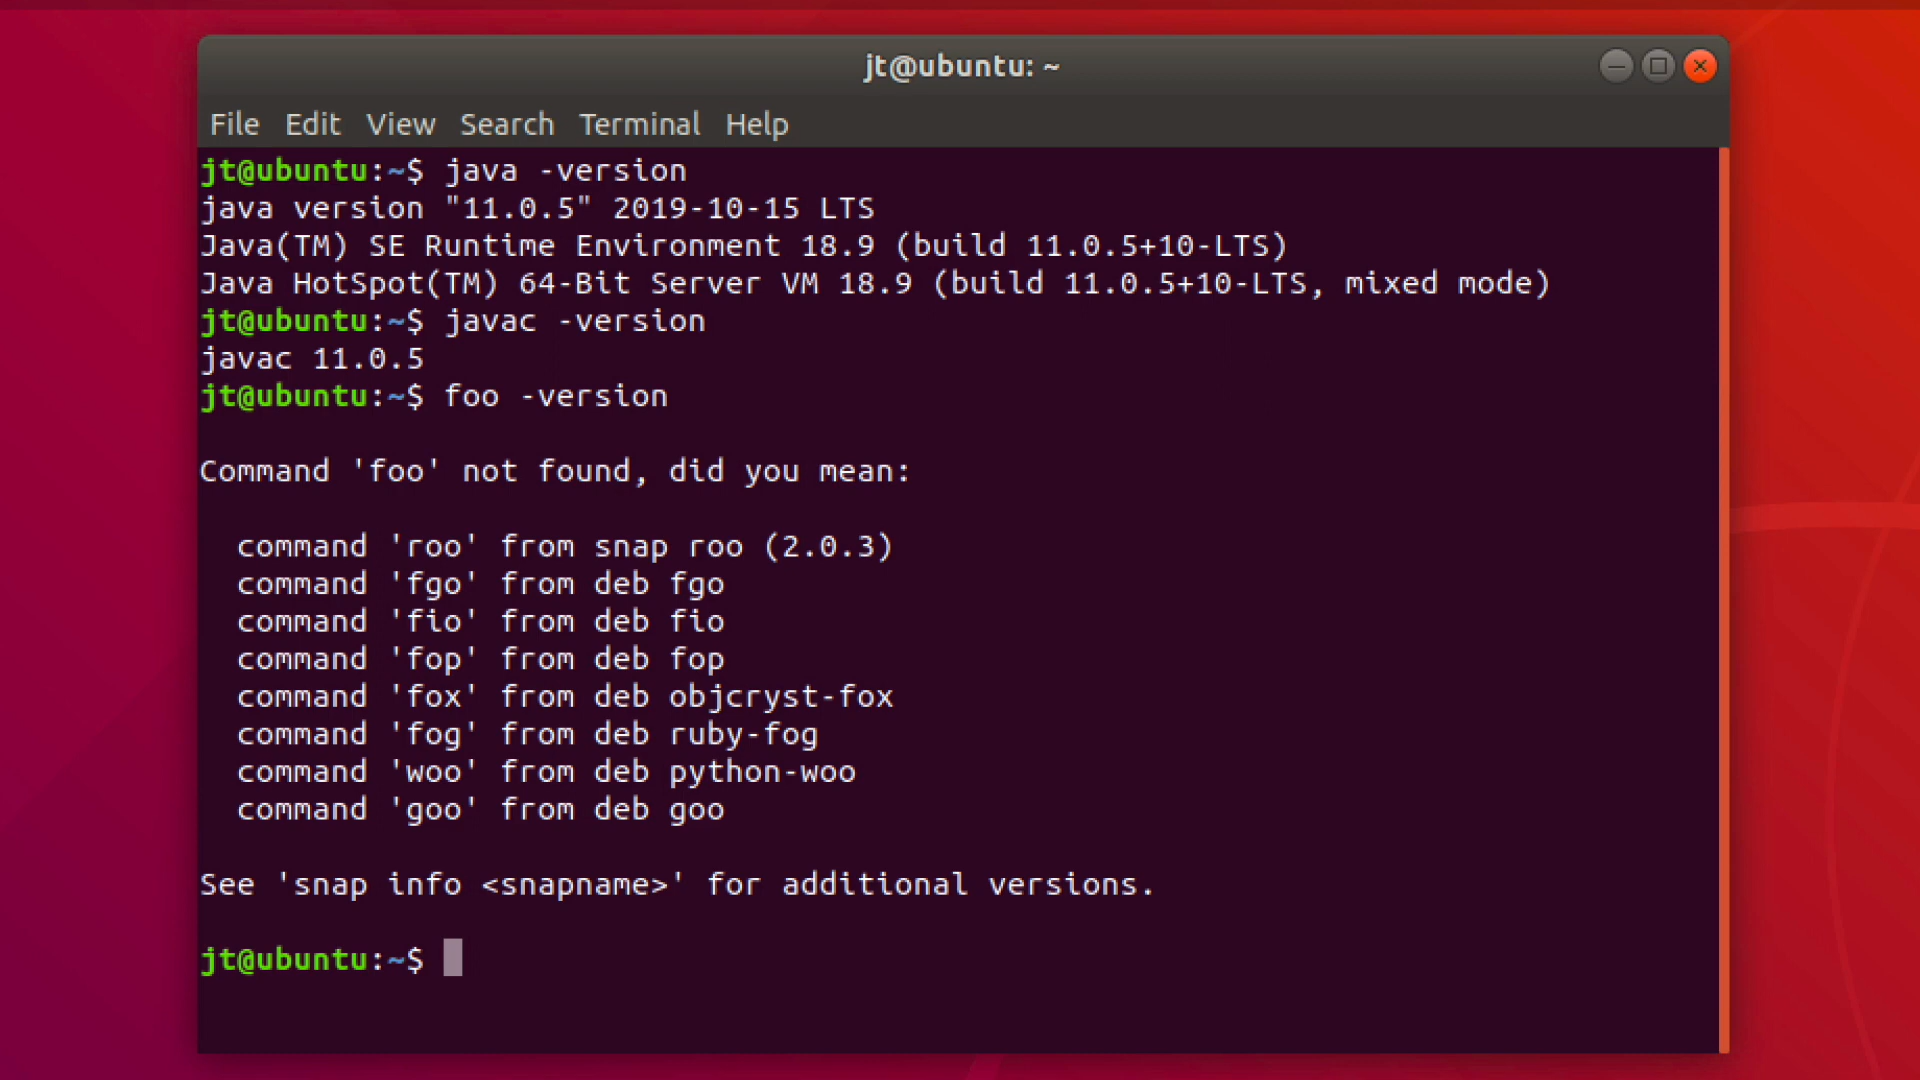 jt@ubuntu: ~
File Edit View Search Terminal Help
jt@ubuntu:~$ java -version
java version "11.0.5" 2019-10-15 LTS
Java(TM) SE Runtime Environment 18.9 (build 11.0.5+10-LTS)
Java HotSpot(TM) 64-Bit Server VM 18.9 (build 11.0.5+10-LTS, mixed mode)
jt@ubuntu:~$ javac -version
javac 11.0.5
jt@ubuntu:~$ foo -version
Command 'foo' not found, did you mean:
command 'roo' from snap roo (2.0.3)
command 'fgo' from deb fgo
command 'fio' from deb fio
command 'fop' from deb fop
command 'fox' from deb objcryst-fox
command 'fog' from deb ruby-fog
command 'woo' from deb python-woo
command 'goo' from deb goo
See 'snap info <snapname>' for additional versions.
jt@ubuntu:~$